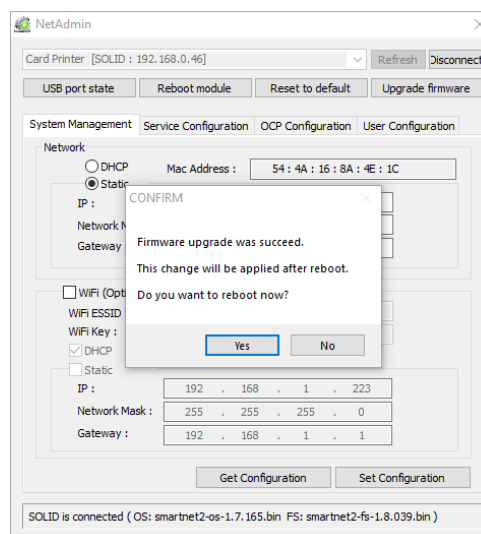 NetAdmin
Card Printer [SOLID : 192.168.0.46] Refresh Disconnect
USB port state Reboot module Reset to default Upgrade firmware
System Management Service Configuration OCP Configuration User Configuration
Network
DHCP Mac Address : 54 : 4A : 16 : 8A : 4E : 1C
Static
IP :
Network
Gateway
CONFIRM
Firmware upgrade was succeed.
This change will be applied after reboot.
Do you want to reboot now?
Yes No
WiFi
WiFi ESSID
WiFi Key :
DHCP
Static
IP : 192 . 168 . 1 . 223
Network Mask : 255 . 255 . 255 . 0
Gateway : 192 . 168 . 1 . 1
Get Configuration Set Configuration
SOLID is connected ( OS: smartnet2-os-1.7.165.bin FS: smartnet2-fs-1.8.039.bin )